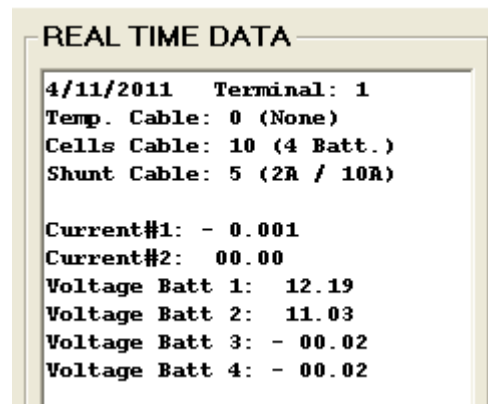 REAL TIME DATA
4/11/2011 Terminal: 1
Temp. Cable: 0 (None)
Cells Cable: 10 (4 Batt.)
Shunt Cable: 5 (2A / 10A)
Current#1: - 0.001
Current#2: 00.00
Voltage Batt 1: 12.19
Voltage Batt 2: 11.03
Voltage Batt 3: - 00.02
Voltage Batt 4: - 00.02